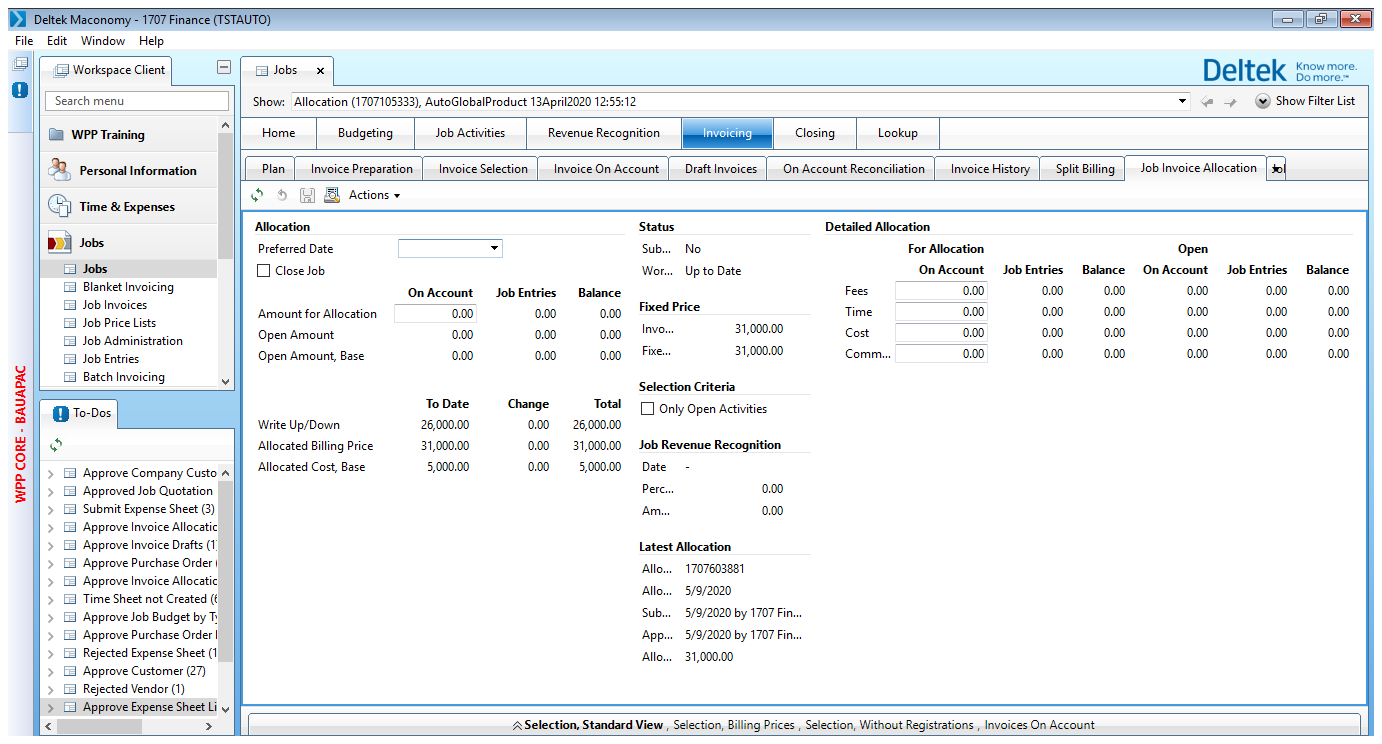 Deltek Maconomy - 1707 Finance (TSTAUTO)
File Edit Window Help
Workspace Client
Search menu
WPP Training
Personal Information
Time & Expenses
Jobs
Jobs
Blanket Invoicing
Job Invoices
Job Price Lists
Job Administration
Job Entries
Batch Invoicing
WPP CORE - BAUAPAC
To-Dos
Approve Company Custo
Approved Job Quotation
Submit Expense Sheet (3)
Approve Invoice Allocatic
Approve Invoice Drafts (1
Approve Purchase Order
Approve Invoice Allocatic
Time Sheet not Created (6
Approve Job Budget by Ty
Approve Purchase Order
Rejected Expense Sheet (1
Approve Customer (27)
Rejected Vendor (1)
Approve Expense Sheet Li
Jobs
Deltek Know more. Do more.™
Show: Allocation (1707105333), AutoGlobalProduct 13April2020 12:55:12 Show Filter List
Home Budgeting Job Activities Revenue Recognition Invoicing Closing Lookup
Plan Invoice Preparation Invoice Selection Invoice On Account Draft Invoices On Account Reconciliation Invoice History Split Billing Job Invoice Allocation
Actions
Allocation
Preferred Date
Close Job
On Account Job Entries Balance
Amount for Allocation 0.00 0.00 0.00
Open Amount 0.00 0.00 0.00
Open Amount, Base 0.00 0.00 0.00
To Date Change Total
Write Up/Down 26,000.00 0.00 26,000.00
Allocated Billing Price 31,000.00 0.00 31,000.00
Allocated Cost, Base 5,000.00 0.00 5,000.00
Status
Sub... No
Wor... Up to Date
Fixed Price
Invo... 31,000.00
Fixe... 31,000.00
Selection Criteria
Only Open Activities
Job Revenue Recognition
Date -
Perc... 0.00
Am... 0.00
Latest Allocation
Allo... 1707603881
Allo... 5/9/2020
Sub... 5/9/2020 by 1707 Fin...
App... 5/9/2020 by 1707 Fin...
Allo... 31,000.00
Detailed Allocation
For Allocation Open
On Account Job Entries Balance On Account Job Entries Balance
Fees 0.00 0.00 0.00 0.00 0.00 0.00
Time 0.00 0.00 0.00 0.00 0.00 0.00
Cost 0.00 0.00 0.00 0.00 0.00 0.00
Comm... 0.00 0.00 0.00 0.00 0.00 0.00
Selection, Standard View , Selection, Billing Prices , Selection, Without Registrations , Invoices On Account